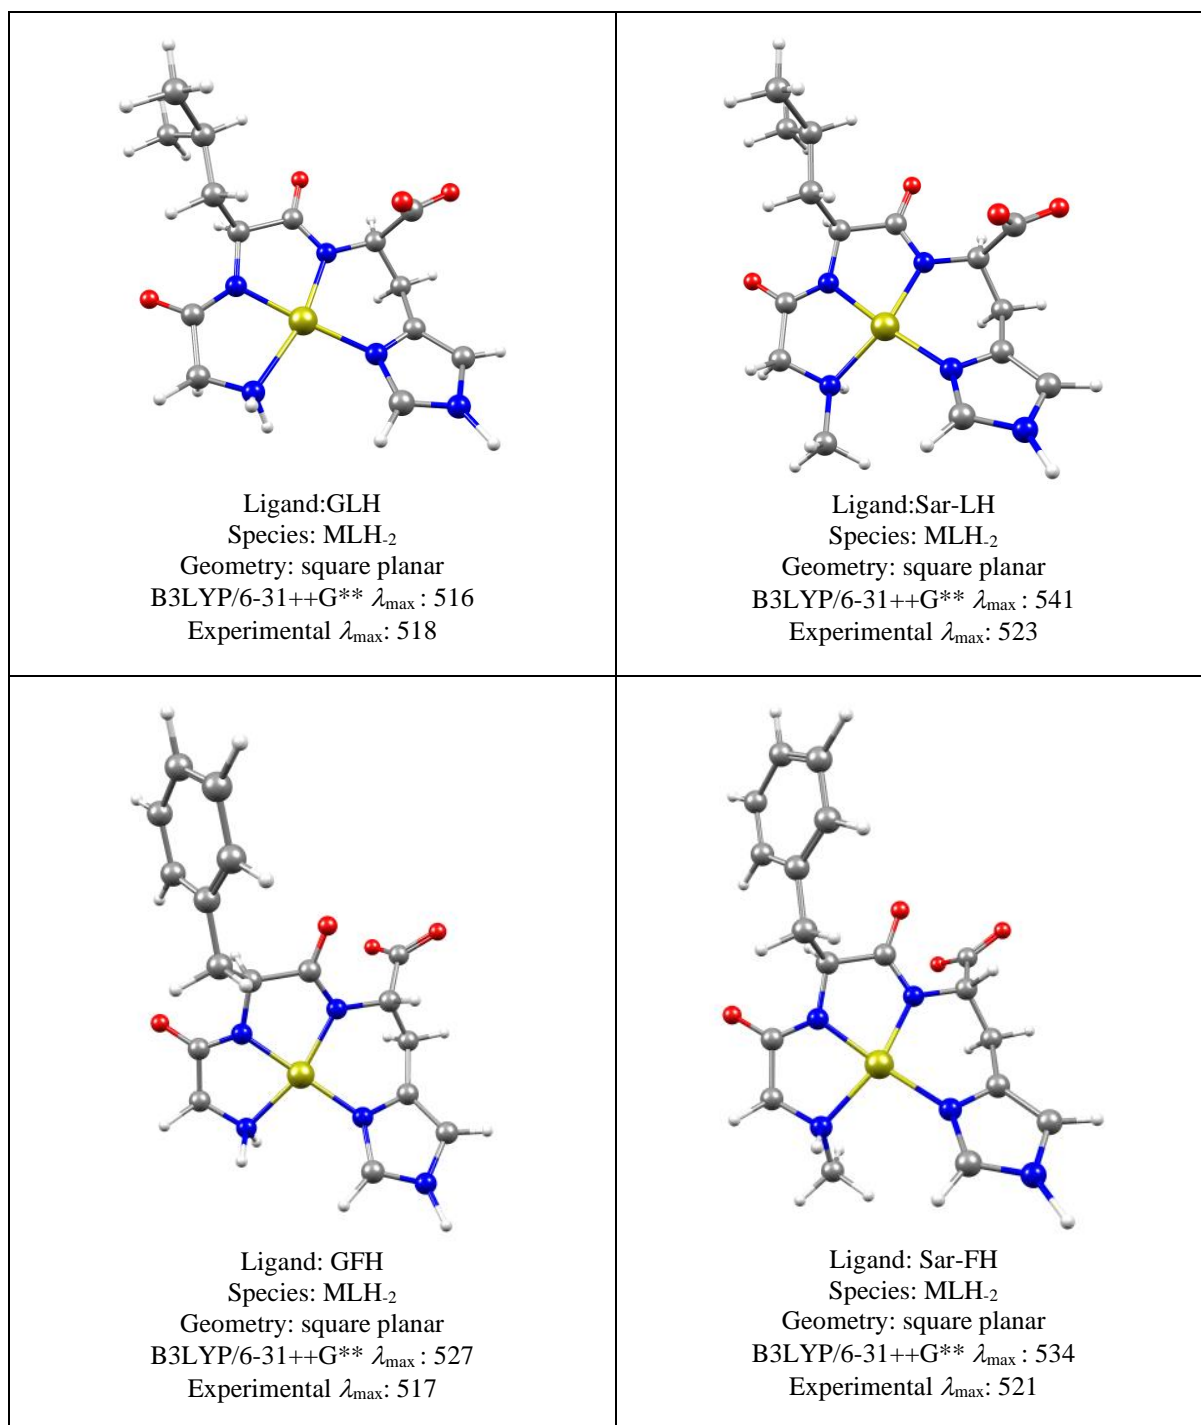 Ligand:GLH
Species: MLH-2
Geometry: square planar
B3LYP/6-31++G** λmax : 516
Experimental λmax: 518
Ligand:Sar-LH
Species: MLH-2
Geometry: square planar
B3LYP/6-31++G** λmax : 541
Experimental λmax: 523
Ligand: GFH
Species: MLH-2
Geometry: square planar
B3LYP/6-31++G** λmax : 527
Experimental λmax: 517
Ligand: Sar-FH
Species: MLH-2
Geometry: square planar
B3LYP/6-31++G** λmax : 534
Experimental λmax: 521